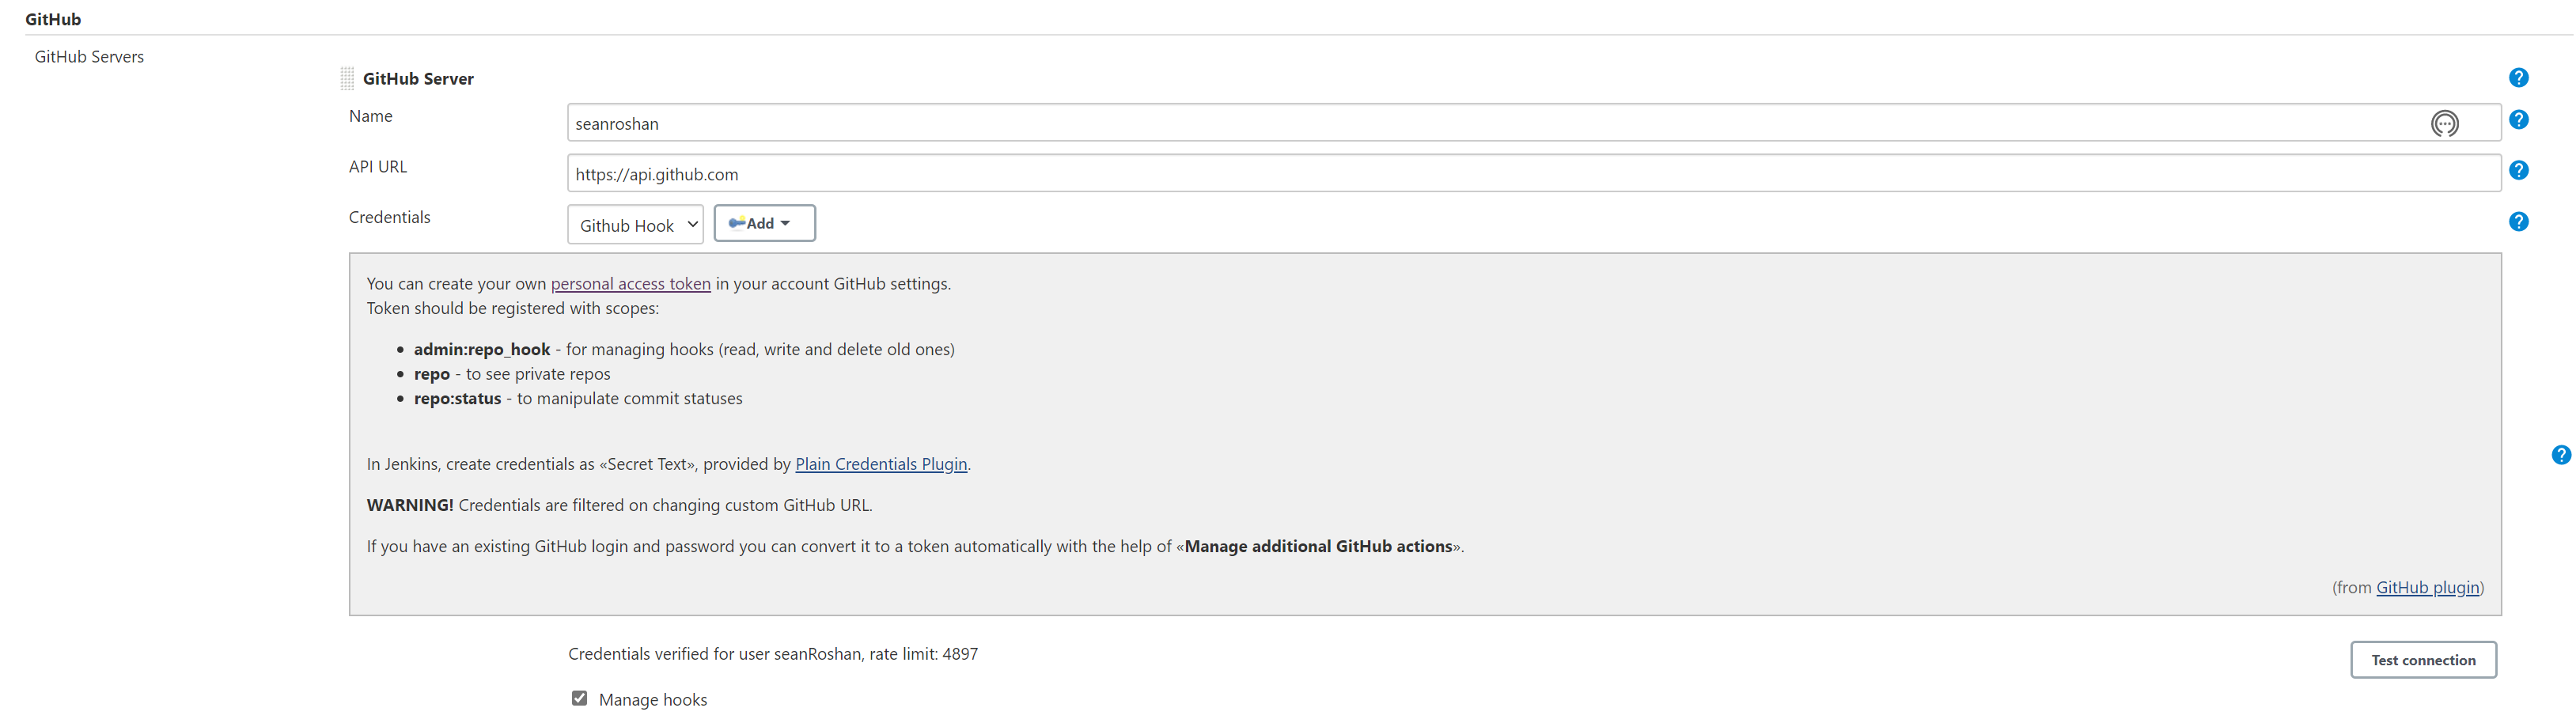 GitHub
GitHub Servers
GitHub Server
Name
seanroshan
API URL
https://api.github.com
Credentials
Github Hook
Add
You can create your own personal access token in your account GitHub settings.
Token should be registered with scopes:
admin:repo_hook - for managing hooks (read, write and delete old ones)
repo - to see private repos
repo:status - to manipulate commit statuses
In Jenkins, create credentials as «Secret Text», provided by Plain Credentials Plugin.
WARNING! Credentials are filtered on changing custom GitHub URL.
If you have an existing GitHub login and password you can convert it to a token automatically with the help of «Manage additional GitHub actions».
(from GitHub plugin)
Credentials verified for user seanRoshan, rate limit: 4897
Test connection
Manage hooks